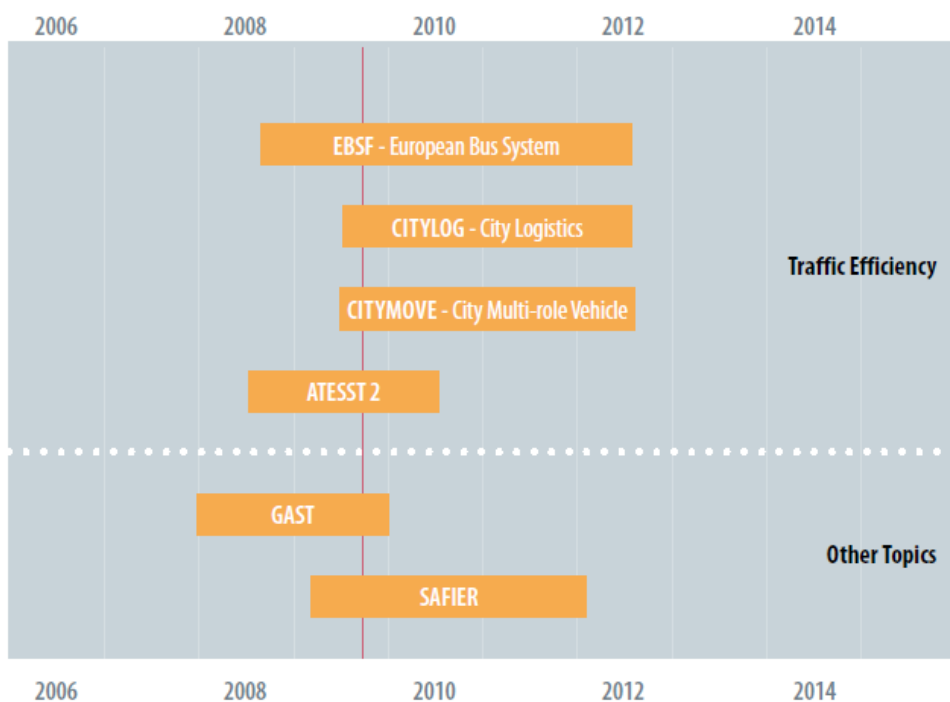 2006 2008 2010 2012 2014
EBSF - European Bus System
CITYLOG - City Logistics
Traffic Efficiency
CITYMOVE - City Multi-role Vehicle
ATESST 2
GAST
Other Topics
SAFIER
2006 2008 2010 2012 2014